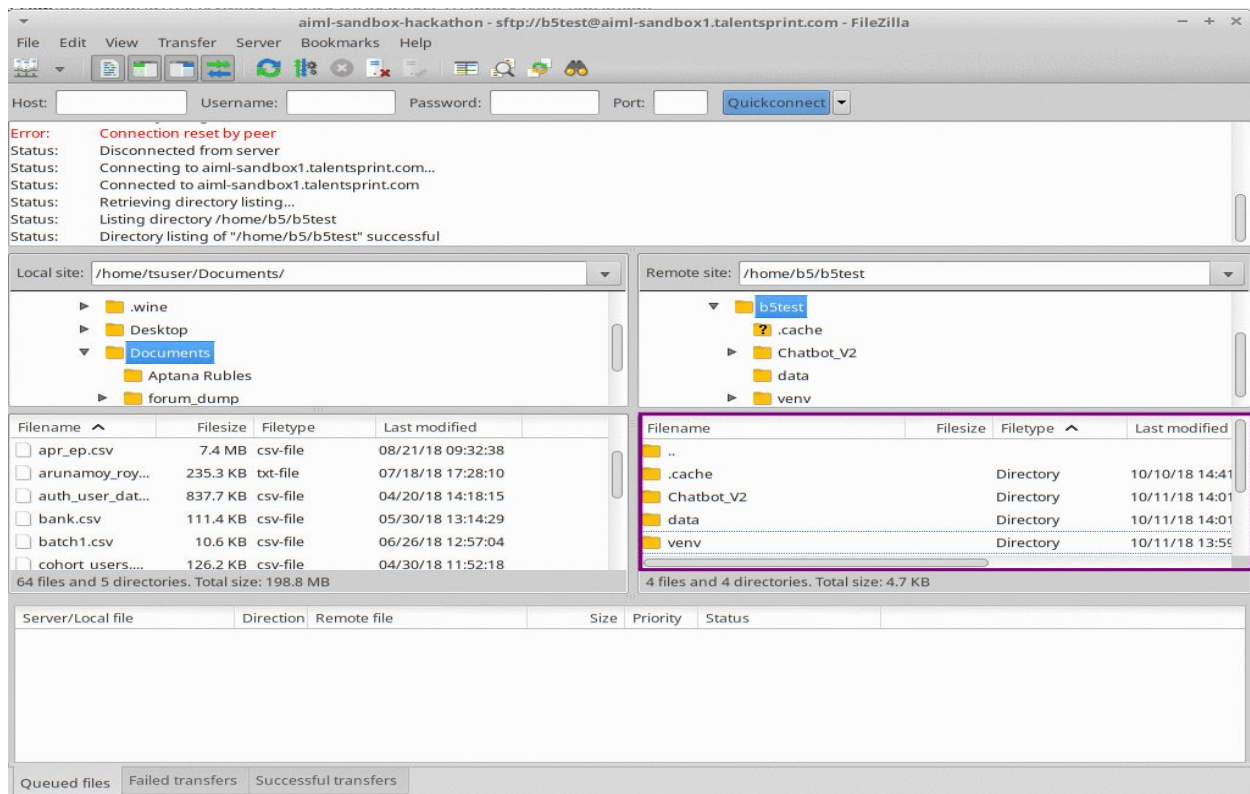 aiml-sandbox-hackathon - sftp://b5test@aiml-sandbox1.talentsprint.com - FileZilla
File Edit View Transfer Server Bookmarks Help
Host: Username: Password: Port: Quickconnect
Error: Connection reset by peer
Status: Disconnected from server
Status: Connecting to aiml-sandbox1.talentsprint.com...
Status: Connected to aiml-sandbox1.talentsprint.com
Status: Retrieving directory listing...
Status: Listing directory /home/b5/b5test
Status: Directory listing of "/home/b5/b5test" successful
Local site: /home/tsuser/Documents/
.wine
Desktop
Documents
Aptana Rubles
forum_dump
Filename Filesize Filetype Last modified
apr_ep.csv 7.4 MB csv-file 08/21/18 09:32:38
arunamoy_roy... 235.3 KB txt-file 07/18/18 17:28:10
auth_user_dat... 837.7 KB csv-file 04/20/18 14:18:15
bank.csv 111.4 KB csv-file 05/30/18 13:14:29
batch1.csv 10.6 KB csv-file 06/26/18 12:57:04
cohort_users.... 126.2 KB csv-file 04/30/18 11:52:18
64 files and 5 directories. Total size: 198.8 MB
Remote site: /home/b5/b5test
b5test
? .cache
Chatbot_V2
data
venv
Filename Filesize Filetype Last modified
..
.cache Directory 10/10/18 14:41
Chatbot_V2 Directory 10/11/18 14:01
data Directory 10/11/18 14:01
venv Directory 10/11/18 13:59
4 files and 4 directories. Total size: 4.7 KB
Server/Local file Direction Remote file Size Priority Status
Queued files Failed transfers Successful transfers